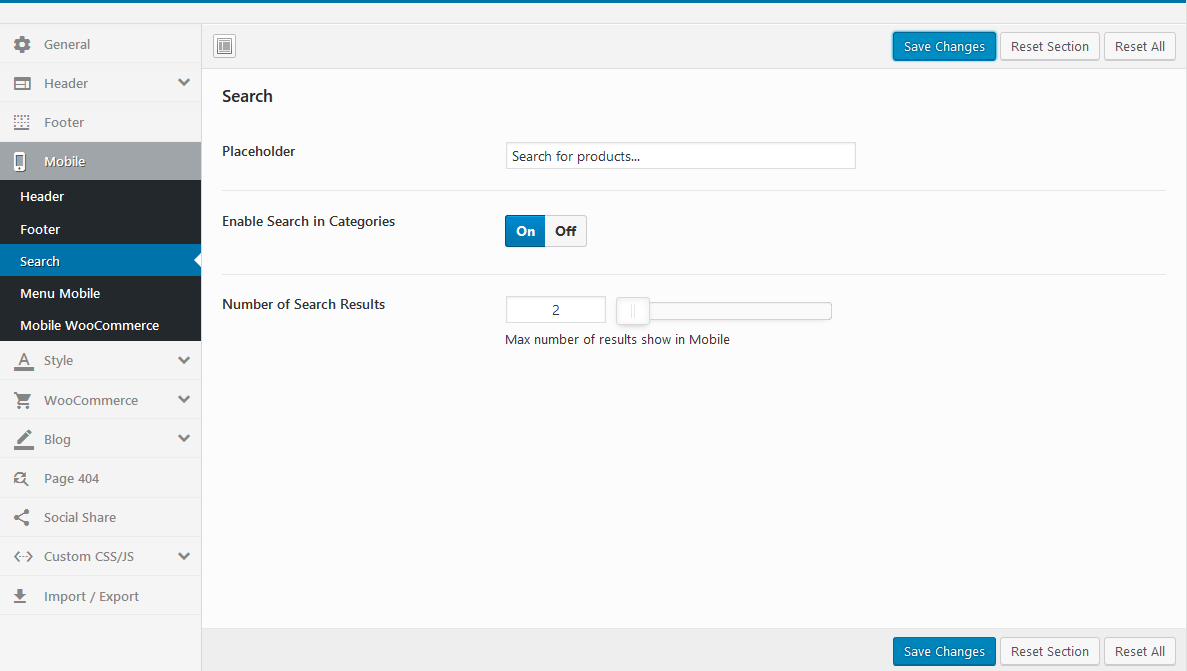 General
Header
Footer
Mobile
Header
Footer
Search
Menu Mobile
Mobile WooCommerce
Style
WooCommerce
Blog
Page 404
Social Share
Custom CSS/JS
Import / Export
Save Changes Reset Section Reset All
Search
Placeholder Search for products...
Enable Search in Categories On Off
Number of Search Results 2
Max number of results show in Mobile
Save Changes Reset Section Reset All